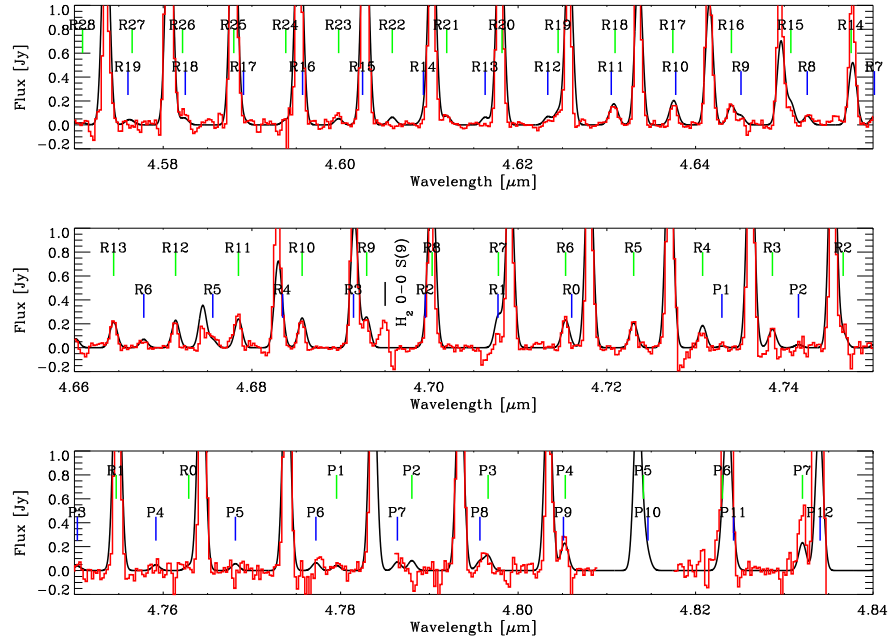 R28 R27 R26 R25 R24 R23 R22 R21 R20 R19 R18 R17 R16 R15 R14
R19 R18 R17 R16 R15 R14 R13 R12 R11 R10 R9 R8 R7
1.0
0.8
0.6
0.4
0.2
0.0
−0.2
Flux [Jy]
4.58 4.60 4.62 4.64
Wavelength [μm]
R13 R12 R11 R10 R9 R8 R7 R6 R5 R4 R3 R2
R6 R5 R4 R3 R2 R1 R0 P1 P2
H2 0−0 S(9)
1.0
0.8
0.6
0.4
0.2
0.0
−0.2
Flux [Jy]
4.66 4.68 4.70 4.72 4.74
Wavelength [μm]
R1 R0 P1 P2 P3 P4 P5 P6 P7
P3 P4 P5 P6 P7 P8 P9 P10 P11 P12
1.0
0.8
0.6
0.4
0.2
0.0
−0.2
Flux [Jy]
4.76 4.78 4.80 4.82 4.84
Wavelength [μm]